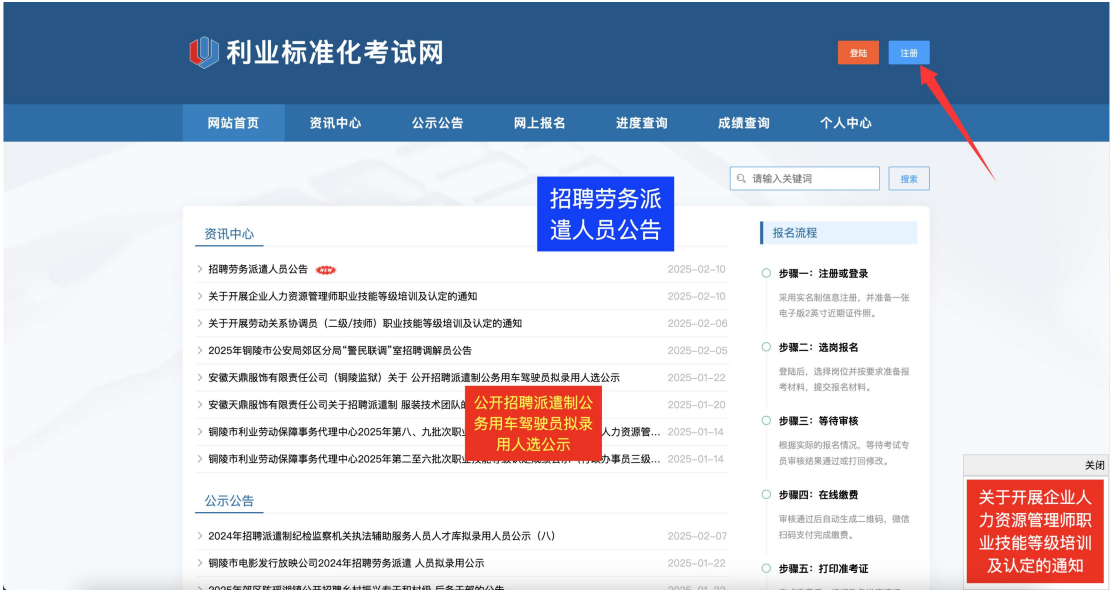 利业标准化考试网
登陆
注册
网站首页
资讯中心
公示公告
网上报名
进度查询
成绩查询
个人中心
请输入关键词
搜索
招聘劳务派
遣人员公告
资讯中心
招聘劳务派遣人员公告 NEW 2025-02-10
关于开展企业人力资源管理师职业技能等级培训及认定的通知 2025-02-10
关于开展劳动关系协调员（二级/技师）职业技能等级培训及认定的通知 2025-02-06
2025年铜陵市公安局郊区分局“警民联调”室招聘调解员公告 2025-02-05
安徽天鼎服饰有限责任公司（铜陵监狱）关于 公开招聘派遣制公务用车驾驶员拟录用人选公示 2025-01-22
安徽天鼎服饰有限责任公司关于招聘派遣制 服装技术团队 2025-01-20
铜陵市利业劳动保障事务代理中心2025年第八、九批次职 人力资源管... 2025-01-14
铜陵市利业劳动保障事务代理中心2025年第二至六批次职 办事员三级... 2025-01-14
公开招聘派遣制公
务用车驾驶员拟录
用人选公示
公示公告
2024年招聘派遣制纪检监察机关执法辅助服务人员人才库拟录用人员公示（八） 2025-02-07
铜陵市电影发行放映公司2024年招聘劳务派遣 人员拟录用公示 2025-01-22
报名流程
步骤一：注册或登录
采用实名制信息注册，并准备一张
电子版2英寸近期证件照。
步骤二：选岗报名
登陆后，选择岗位并按要求准备报
考材料，提交报名材料。
步骤三：等待审核
根据实际的报名情况，等待考试专
员审核结果通过或打回修改。
步骤四：在线缴费
审核通过后自动生成二维码，微信
扫码支付完成缴费。
步骤五：打印准考证
关闭
关于开展企业人
力资源管理师职
业技能等级培训
及认定的通知